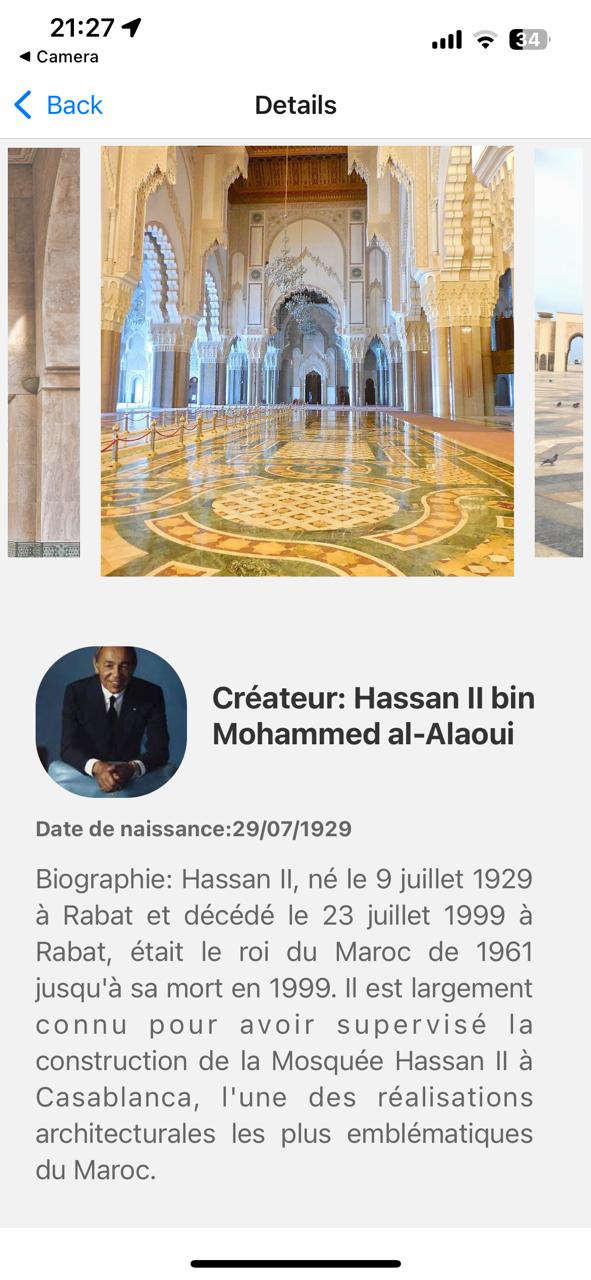 21:27
34
Camera
Back
Details
Créateur: Hassan II bin
Mohammed al-Alaoui
Date de naissance:29/07/1929
Biographie: Hassan II, né le 9 juillet 1929
à Rabat et décédé le 23 juillet 1999 à
Rabat, était le roi du Maroc de 1961
jusqu'à sa mort en 1999. Il est largement
connu pour avoir supervisé la
construction de la Mosquée Hassan II à
Casablanca, l'une des réalisations
architecturales les plus emblématiques
du Maroc.